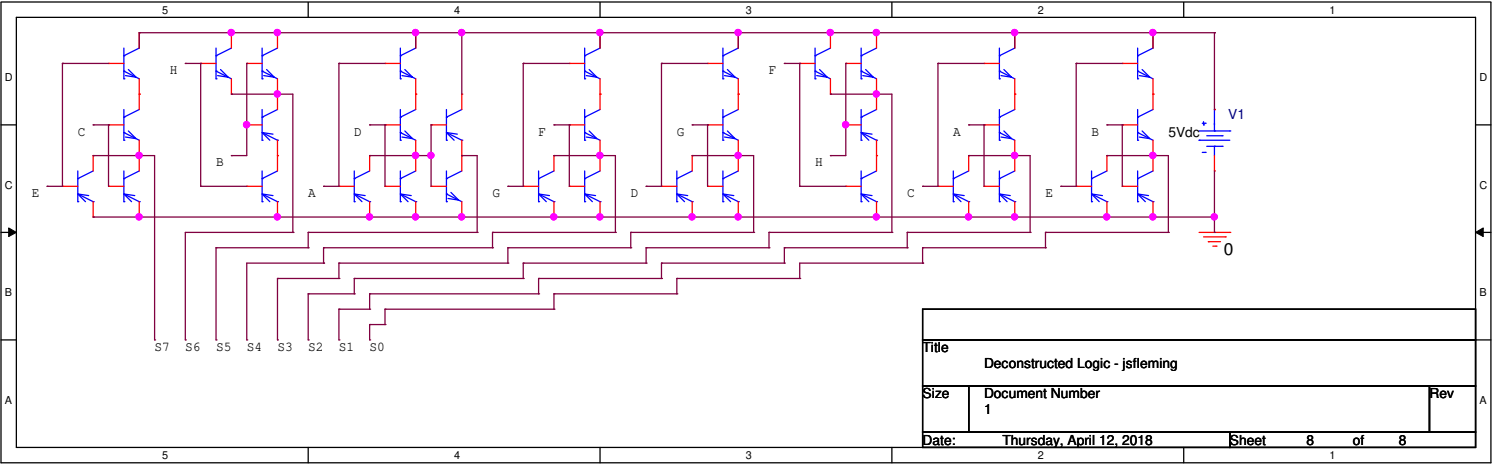 5 4 3 2 1
D D
H F
V1
C D F G A B 5Vdc
B H
C C
E A G D C E
0
B B
S7 S6 S5 S4 S3 S2 S1 S0
Title
Deconstructed Logic - jsfleming
A A
Size Document Number Rev
1
Date: Thursday, April 12, 2018 Sheet 8 of 8
5 4 3 2 1